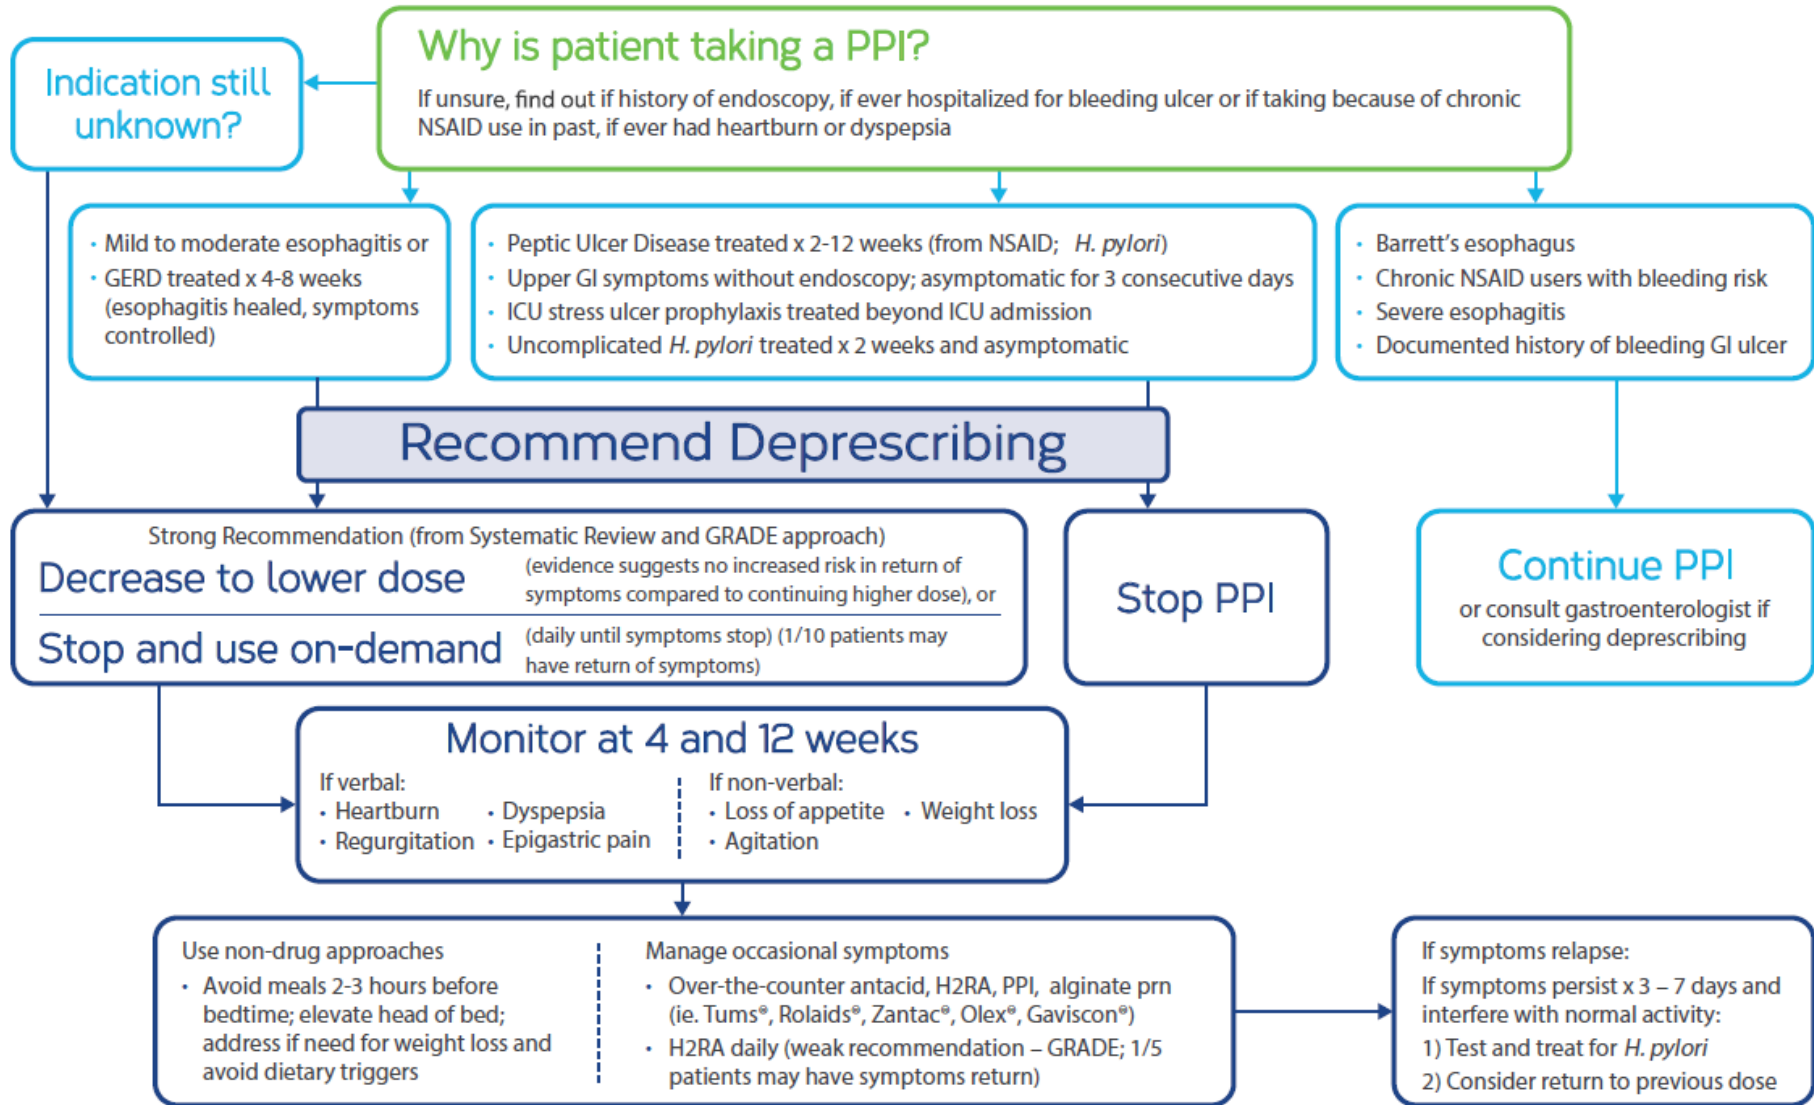 Why is patient taking a PPI?
If unsure, find out if history of endoscopy, if ever hospitalized for bleeding ulcer or if taking because of chronic
NSAID use in past, if ever had heartburn or dyspepsia
Indication still
unknown?
• Mild to moderate esophagitis or
• GERD treated x 4-8 weeks
(esophagitis healed, symptoms
controlled)
• Peptic Ulcer Disease treated x 2-12 weeks (from NSAID; H. pylori)
• Upper GI symptoms without endoscopy; asymptomatic for 3 consecutive days
• ICU stress ulcer prophylaxis treated beyond ICU admission
• Uncomplicated H. pylori treated x 2 weeks and asymptomatic
• Barrett's esophagus
• Chronic NSAID users with bleeding risk
• Severe esophagitis
• Documented history of bleeding GI ulcer
Recommend Deprescribing
Strong Recommendation (from Systematic Review and GRADE approach)
Decrease to lower dose
(evidence suggests no increased risk in return of
symptoms compared to continuing higher dose), or
Stop and use on-demand
(daily until symptoms stop) (1/10 patients may
have return of symptoms)
Stop PPI
Continue PPI
or consult gastroenterologist if
considering deprescribing
Monitor at 4 and 12 weeks
If verbal:
• Heartburn • Dyspepsia
• Regurgitation • Epigastric pain
If non-verbal:
• Loss of appetite • Weight loss
• Agitation
Use non-drug approaches
• Avoid meals 2-3 hours before
bedtime; elevate head of bed;
address if need for weight loss and
avoid dietary triggers
Manage occasional symptoms
• Over-the-counter antacid, H2RA, PPI, alginate prn
(ie. Tums®, Rolaids®, Zantac®, Olex®, Gaviscon®)
• H2RA daily (weak recommendation – GRADE; 1/5
patients may have symptoms return)
If symptoms relapse:
If symptoms persist x 3 – 7 days and
interfere with normal activity:
1) Test and treat for H. pylori
2) Consider return to previous dose